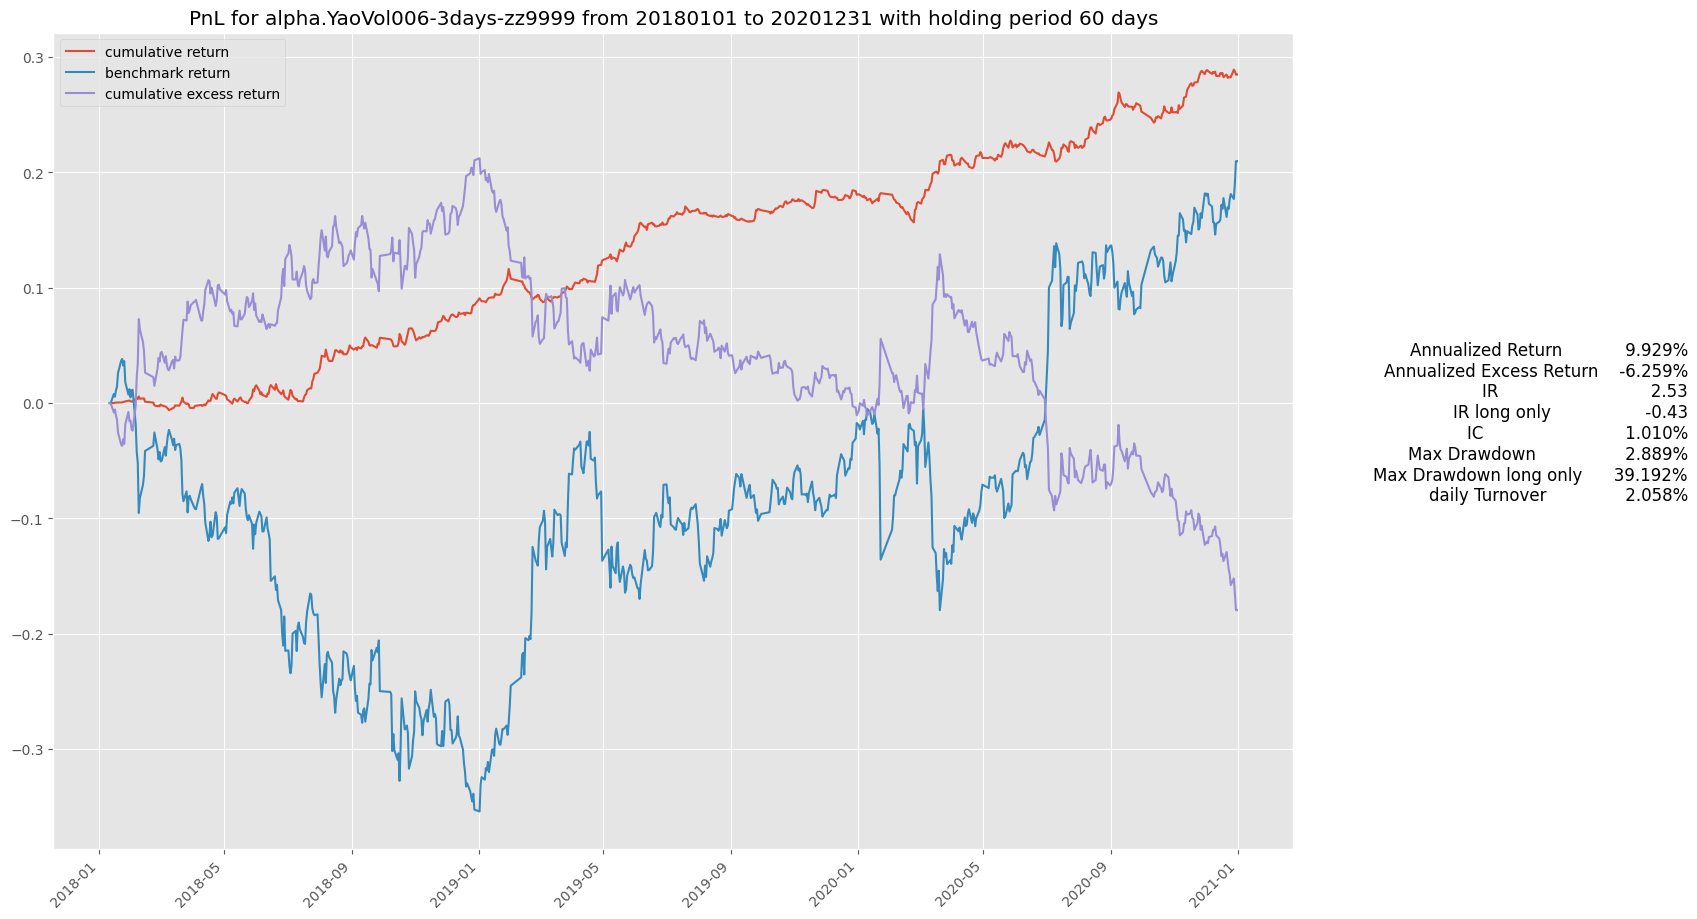 PnL for alpha.YaoVol006-3days-zz9999 from 20180101 to 20201231 with holding period 60 days
cumulative return
benchmark return
cumulative excess return
0.3
0.2
0.1
0.0
−0.1
−0.2
−0.3
2018-01
2018-05
2018-09
2019-01
2019-05
2019-09
2020-01
2020-05
2020-09
2021-01
Annualized Return 9.929%
Annualized Excess Return -6.259%
IR 2.53
IR long only -0.43
IC 1.010%
Max Drawdown 2.889%
Max Drawdown long only 39.192%
daily Turnover 2.058%